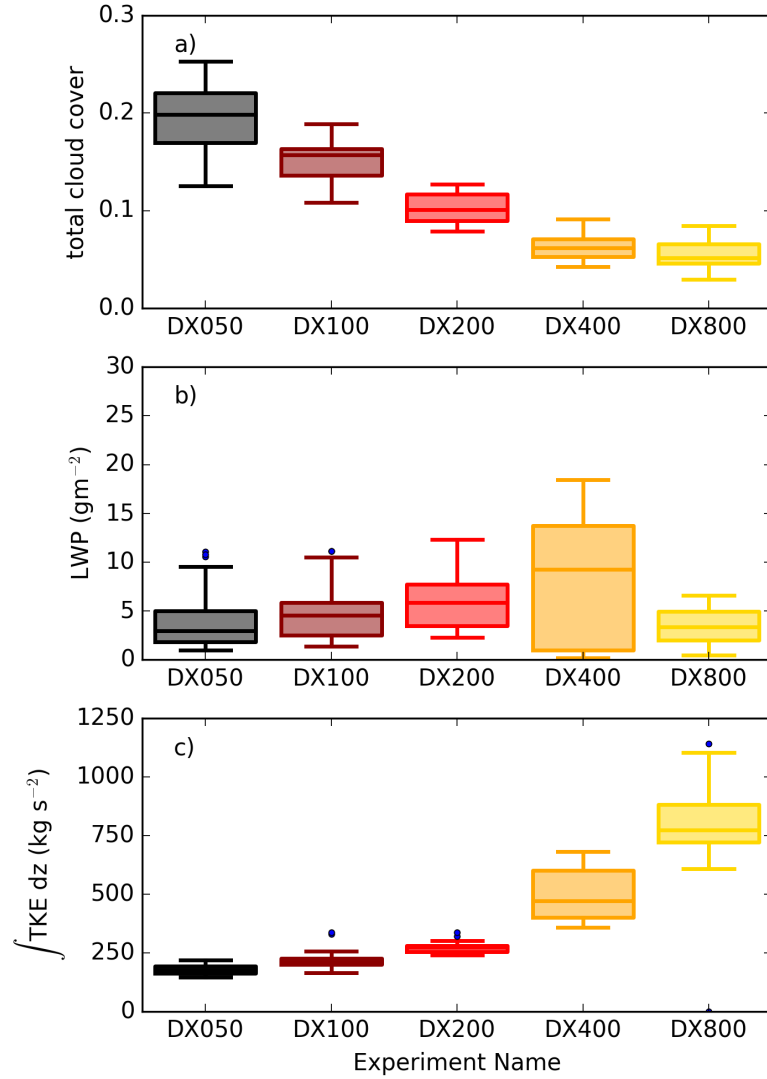 a)
0.3
0.2
0.1
0.0
total cloud cover
DX050 DX100 DX200 DX400 DX800
b)
30
25
20
15
10
5
0
LWP (gm⁻²)
DX050 DX100 DX200 DX400 DX800
c)
1250
1000
750
500
250
0
∫TKE dz (kg s⁻²)
DX050 DX100 DX200 DX400 DX800
Experiment Name